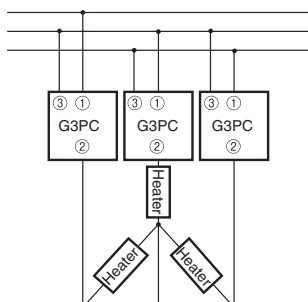 ③ ① ③ ① ③ ①
G3PC G3PC G3PC
② ② ②
Heater
Heater Heater